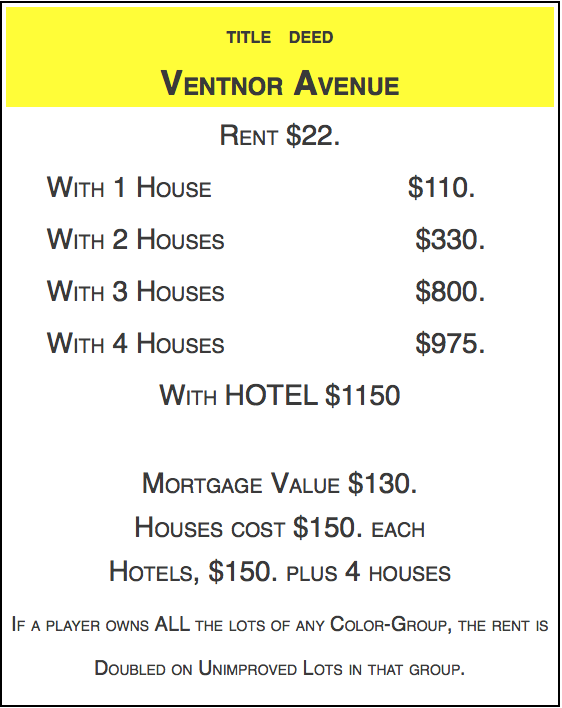 TITLE DEED
VENTNOR AVENUE
RENT $22.
WITH 1 HOUSE $110.
WITH 2 HOUSES $330.
WITH 3 HOUSES $800.
WITH 4 HOUSES $975.
WITH HOTEL $1150
MORTGAGE VALUE $130.
HOUSES COST $150. EACH
HOTELS, $150. PLUS 4 HOUSES
IF A PLAYER OWNS ALL THE LOTS OF ANY COLOR-GROUP, THE RENT IS
DOUBLED ON UNIMPROVED LOTS IN THAT GROUP.